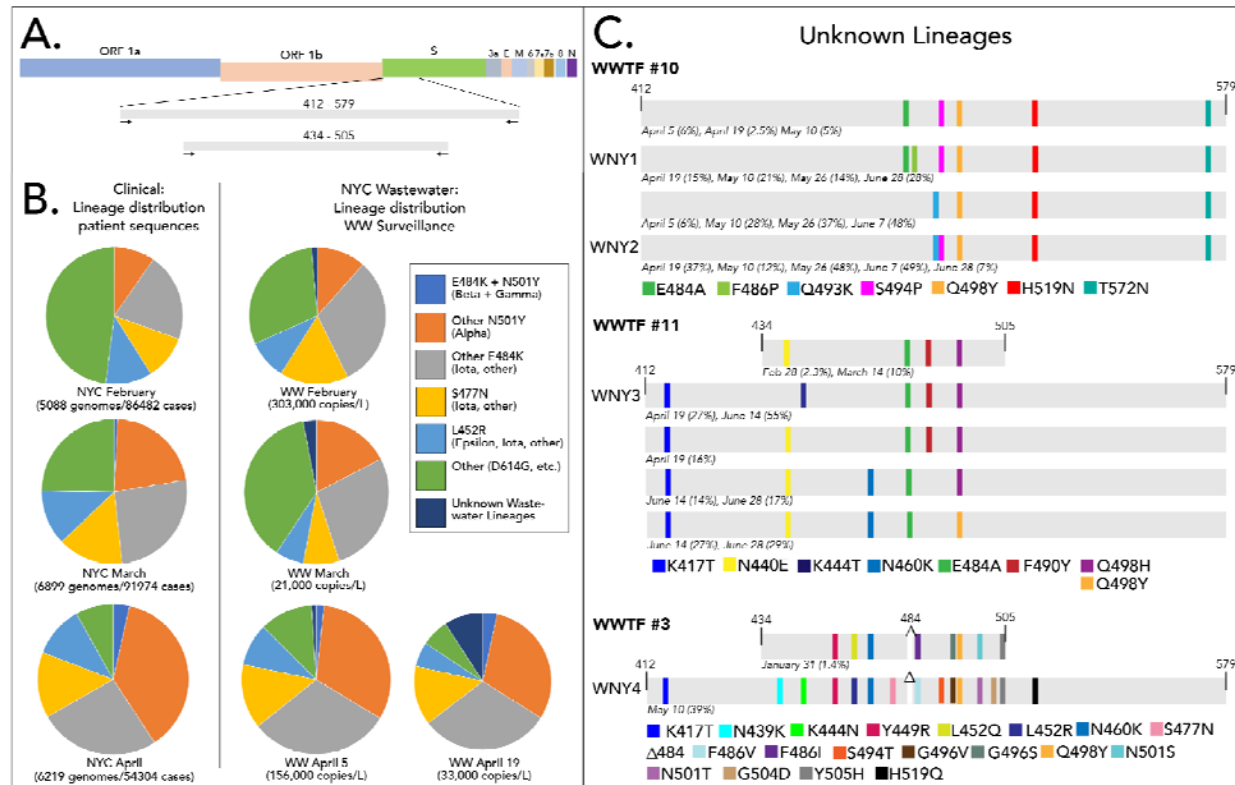 A.
ORF 1a
ORF 1b
S
3a E M 6 7a 7b 8 N
412 - 579
434 - 505
B.
Clinical:
Lineage distribution
patient sequences
NYC Wastewater:
Lineage distribution
WW Surveillance
NYC February
(5088 genomes/86482 cases)
WW February
(303,000 copies/L)
NYC March
(6899 genomes/91974 cases)
WW March
(21,000 copies/L)
NYC April
(6219 genomes/54304 cases)
WW April 5
(156,000 copies/L)
WW April 19
(33,000 copies/L)
E484K + N501Y
(Beta + Gamma)
Other N501Y
(Alpha)
Other E484K
(Iota, other)
S477N
(Iota, other)
L452R
(Epsilon, Iota, other)
Other (D614G, etc.)
Unknown Waste-
water Lineages
C.
Unknown Lineages
WWTF #10
412
579
April 5 (6%), April 19 (2.5%) May 10 (5%)
WNY1
April 19 (15%), May 10 (21%), May 26 (14%), June 28 (28%)
April 5 (6%), May 10 (28%), May 26 (37%), June 7 (48%)
WNY2
April 19 (37%), May 10 (12%), May 26 (48%), June 7 (49%), June 28 (7%)
E484A F486P Q493K S494P Q498Y H519N T572N
WWTF #11
434
505
Feb 28 (2.3%), March 14 (10%)
412
579
WNY3
April 19 (27%), June 14 (55%)
April 19 (16%)
June 14 (14%), June 28 (17%)
June 14 (27%), June 28 (29%)
K417T N440E K444T N460K E484A F490Y Q498H
Q498Y
WWTF #3
434
484
505
Δ
January 31 (1.4%)
412
579
Δ
WNY4
May 10 (39%)
K417T N439K K444N Y449R L452Q L452R N460K S477N
Δ484 F486V F486I S494T G496V G496S Q498Y N501S
N501T G504D Y505H H519Q